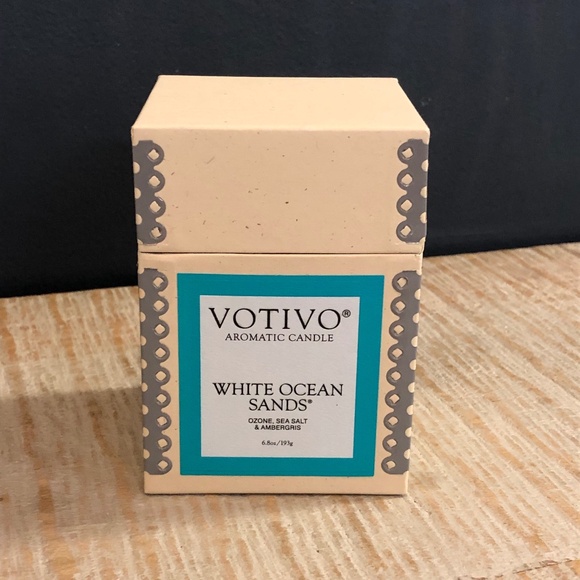 VOTIVO®
AROMATIC CANDLE
WHITE OCEAN
SANDS®
OZONE, SEA SALT
& AMBERGRIS
6.8oz/193g